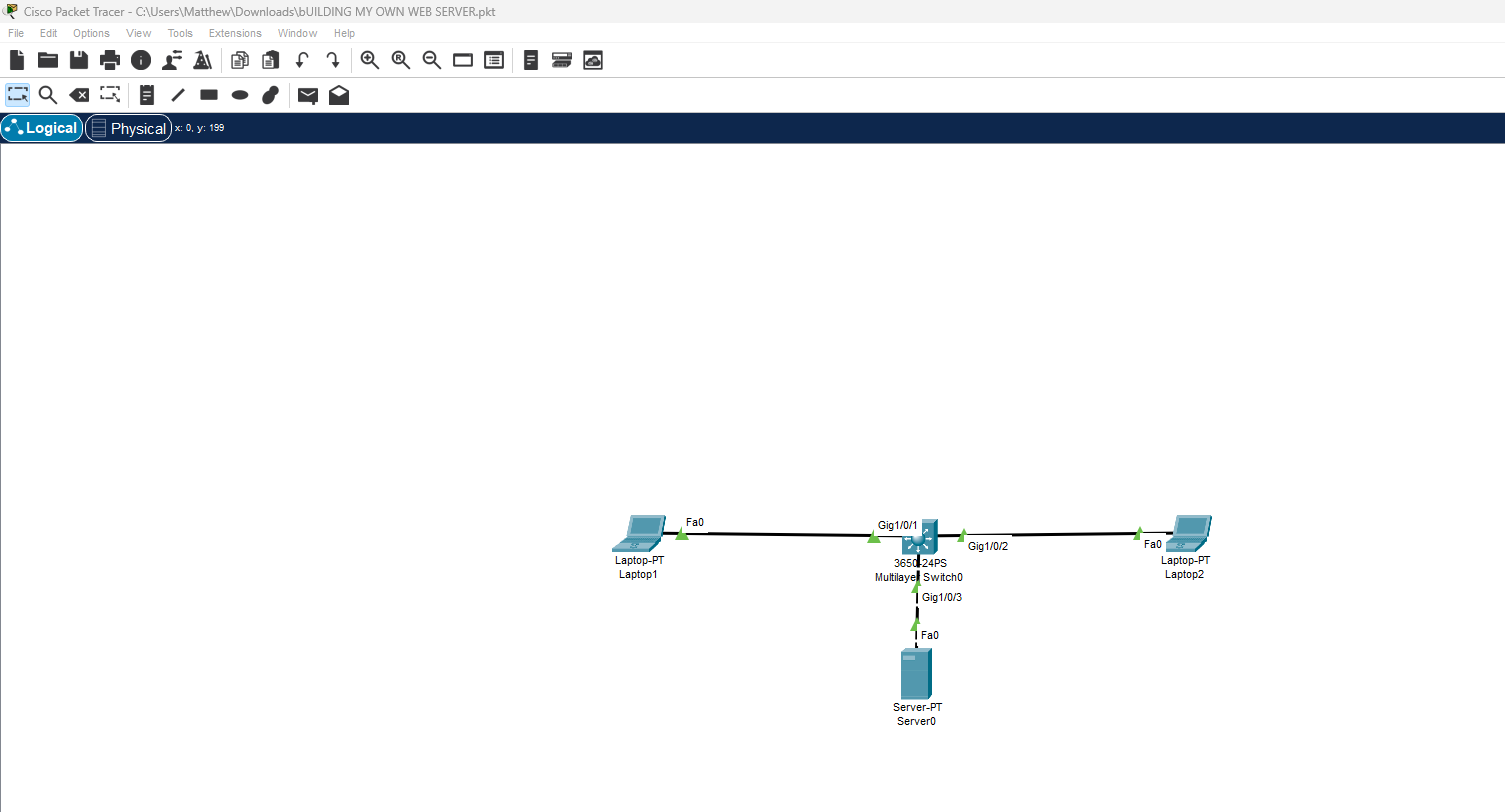 Cisco Packet Tracer - C:\Users\Matthew\Downloads\bUILDING MY OWN WEB SERVER.pkt
File Edit Options View Tools Extensions Window Help
Logical Physical x: 0, y: 199
Fa0
Gig1/0/1
Gig1/0/2
Fa0
Laptop-PT
Laptop1
3650-24PS
Multilayer Switch0
Laptop-PT
Laptop2
Gig1/0/3
Fa0
Server-PT
Server0